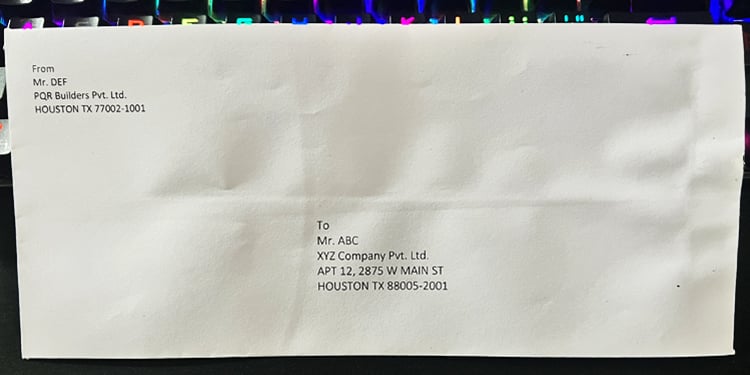 From
Mr. DEF
PQR Builders Pvt. Ltd.
HOUSTON TX 77002-1001
To
Mr. ABC
XYZ Company Pvt. Ltd.
APT 12, 2875 W MAIN ST
HOUSTON TX 88005-2001